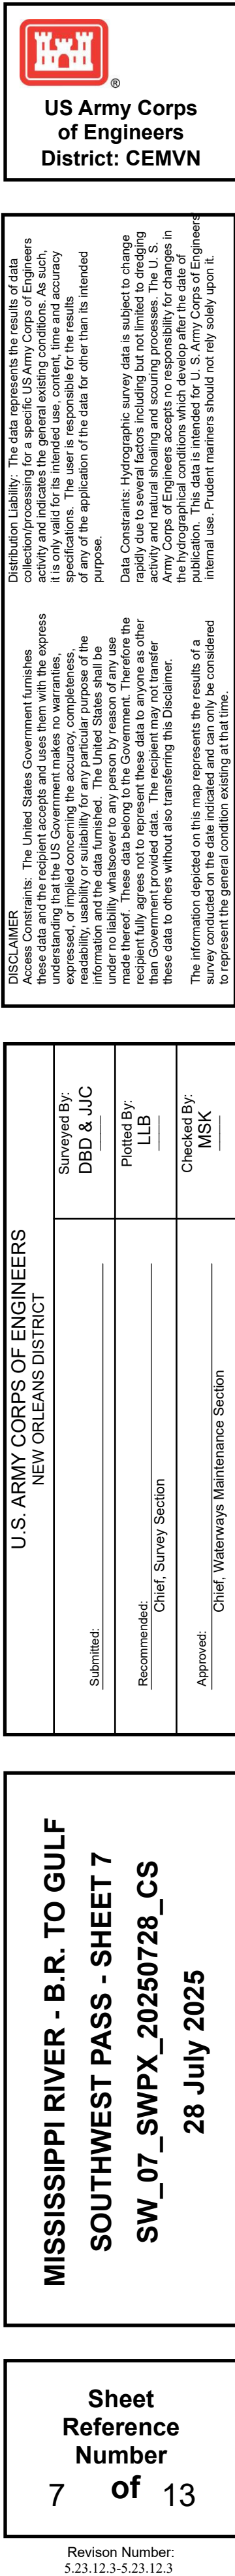 US Army Corps
of Engineers
District: CEMVN
®
DISCLAIMER
Access Constraints: The United States Government furnishes
these data and the recipient accepts and uses them with the express
understanding that the US Government makes no warranties,
expressed, or implied concerning the accuracy, completeness,
readability, usability or suitability for any particular purpose of the
information and the data furnished. The United States shall be
under no liability whatsoever to any person by reason of any use
made thereof. These data belong to the Government. Therefore the
recipient fully agrees not to represent these data to anyone as other
than Government provided data. The recipient may not transfer
these data to others without also transferring this Disclaimer.
The information depicted on this map represents the results of a
survey conducted on the date indicated and can only be considered
to represent the general condition existing at that time.
Distribution Liability: The data represents the results of data
collection/processing for a specific US Army Corps of Engineers
activity and indicates the general existing conditions. As such,
it is only valid for its intended use, content, time and accuracy
specifications. The user is responsible for the results
of any of the application of the data for other than its intended
purpose.
Data Constraints: Hydrographic survey data is subject to change
rapidly due to several factors including but not limited to dredging
activity and natural shoaling and scouring processes. The U. S.
Army Corps of Engineers accepts no responsibility for changes in
the hydrographical conditions which develop after the date of
publication. This data is intended for U. S. Army Corps of Engineers'
internal use. Prudent mariners should not rely solely upon it.
U.S. ARMY CORPS OF ENGINEERS
NEW ORLEANS DISTRICT
Submitted:
Surveyed By:
DBD & JJC
Recommended:
Chief, Survey Section
Plotted By:
LLB
Approved:
Chief, Waterways Maintenance Section
Checked By:
MSK
MISSISSIPPI RIVER - B.R. TO GULF
SOUTHWEST PASS - SHEET 7
SW_07_SWPX_20250728_CS
28 July 2025
Sheet
Reference
Number
7 of 13
Revison Number:
5.23.12.3-5.23.12.3